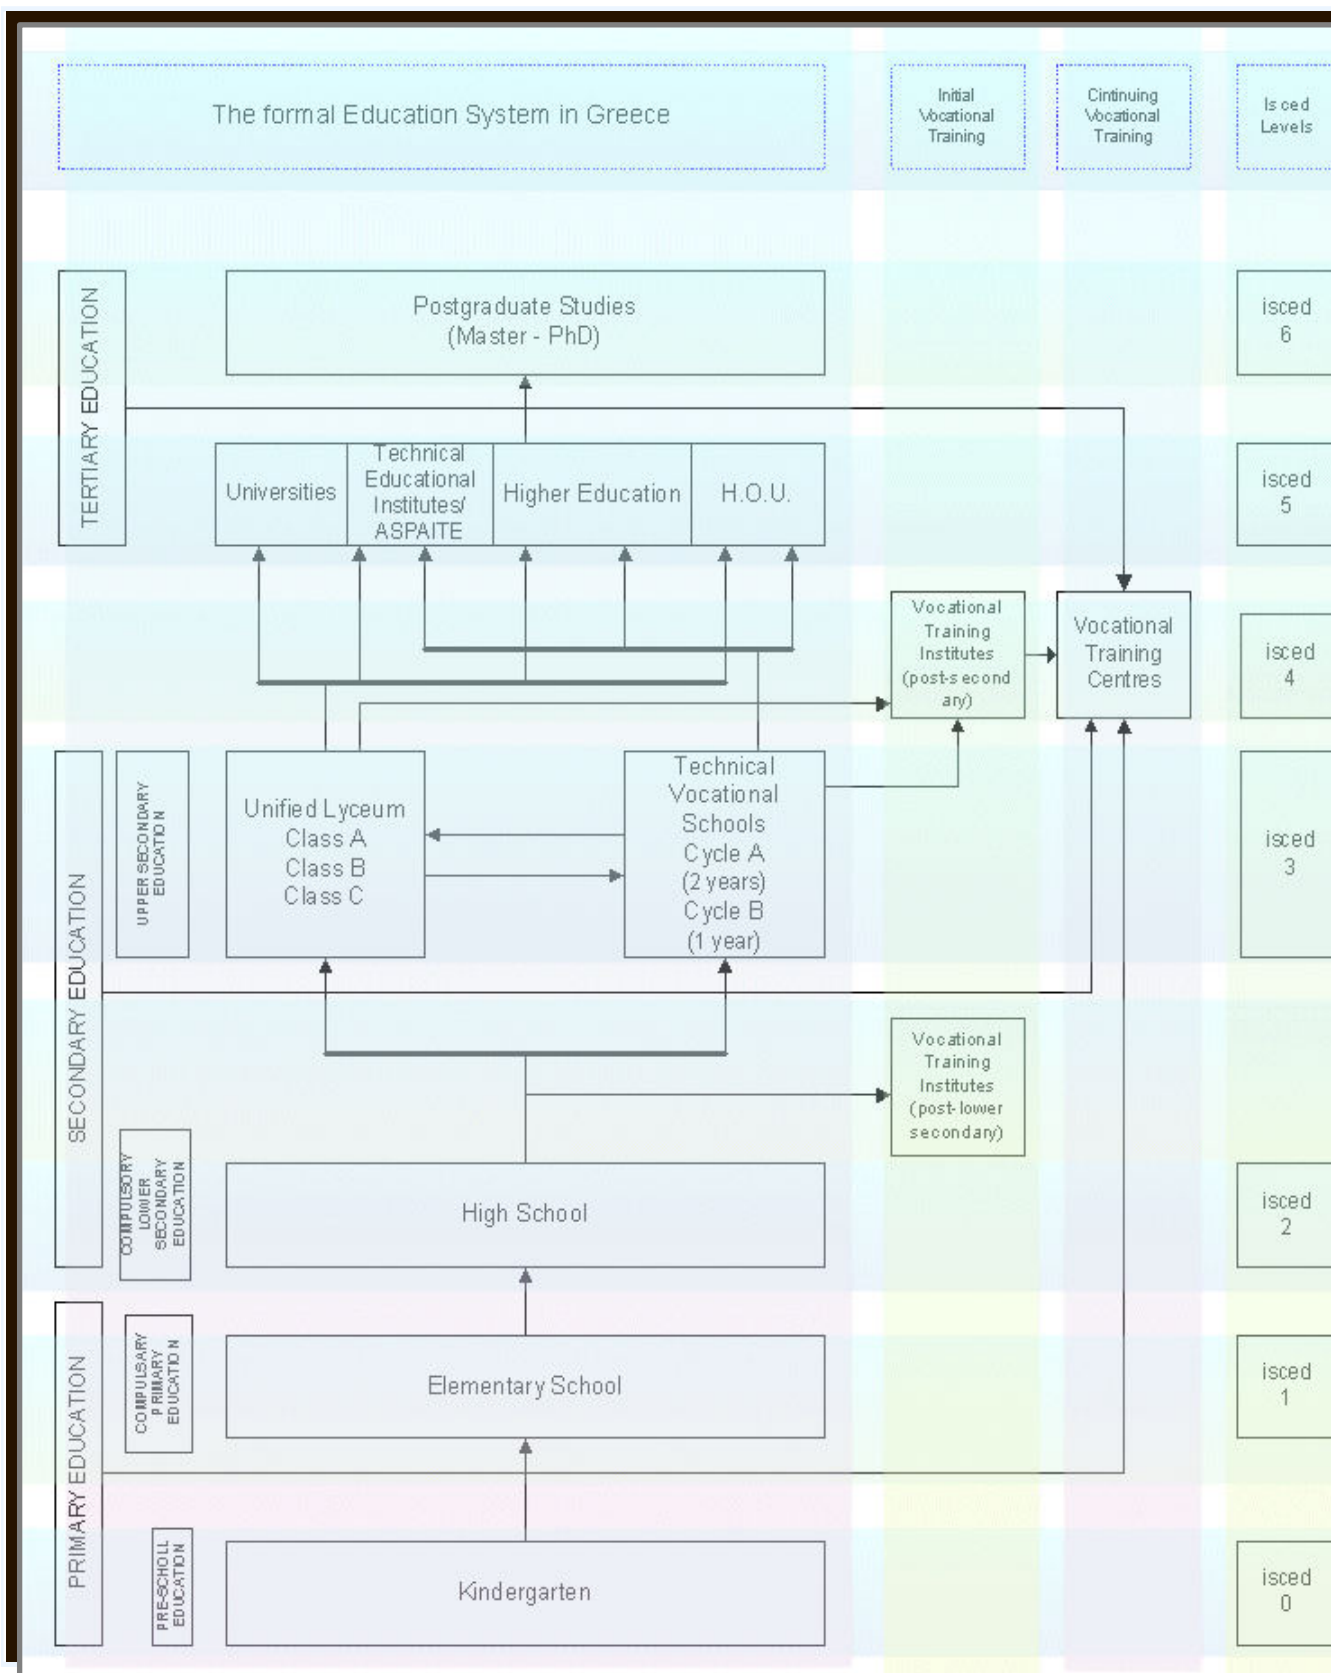 The formal Education System in Greece
Initial
Vocational
Training
Cintinuing
Vocational
Training
Isced
Levels
TERTIARY EDUCATION
Postgraduate Studies
(Master - PhD)
isced
6
Universities
Technical
Educational
Institutes/
ASPAITE
Higher Education
H.O.U.
isced
5
Vocational
Training
Institutes
(post-second
ary)
Vocational
Training
Centres
isced
4
SECONDARY EDUCATION
UPPER SECONDARY
EDUCATION
Unified Lyceum
Class A
Class B
Class C
Technical
Vocational
Schools
Cycle A
(2 years)
Cycle B
(1 year)
isced
3
Vocational
Training
Institutes
(post-lower
secondary)
COMPULSORY
LOWER
SECONDARY
EDUCATION
High School
isced
2
PRIMARY EDUCATION
COMPULSARY
PRIMARY
EDUCATION
Elementary School
isced
1
PRE-SCHOLL
EDUCATION
Kindergarten
isced
0